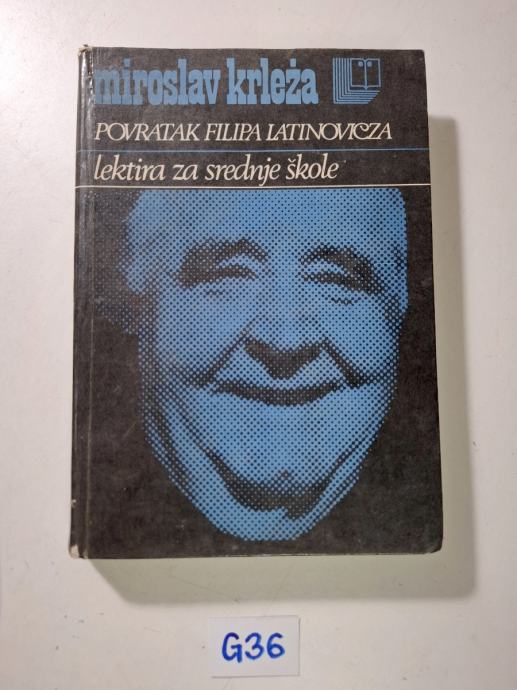 miroslav krleža
POVRATAK FILIPA LATINOVICZA
lektira za srednje škole
G36